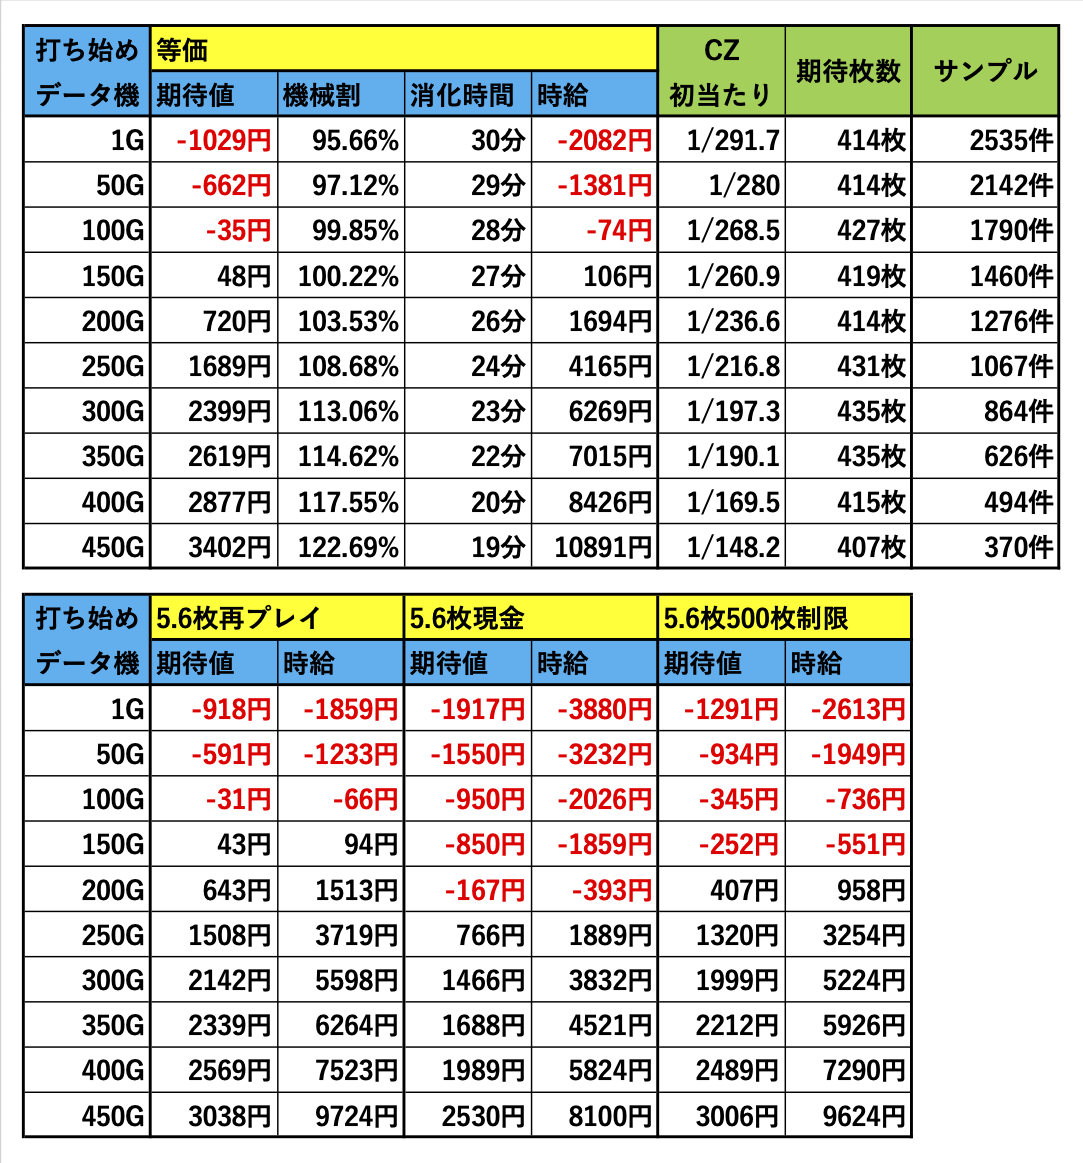 打ち始め 等価 CZ 期待枚数 サンプル
データ機 期待値 機械割 消化時間 時給 初当たり
1G -1029円 95.66% 30分 -2082円 1/291.7 414枚 2535件
50G -662円 97.12% 29分 -1381円 1/280 414枚 2142件
100G -35円 99.85% 28分 -74円 1/268.5 427枚 1790件
150G 48円 100.22% 27分 106円 1/260.9 419枚 1460件
200G 720円 103.53% 26分 1694円 1/236.6 414枚 1276件
250G 1689円 108.68% 24分 4165円 1/216.8 431枚 1067件
300G 2399円 113.06% 23分 6269円 1/197.3 435枚 864件
350G 2619円 114.62% 22分 7015円 1/190.1 435枚 626件
400G 2877円 117.55% 20分 8426円 1/169.5 415枚 494件
450G 3402円 122.69% 19分 10891円 1/148.2 407枚 370件
打ち始め 5.6枚再プレイ 5.6枚現金 5.6枚500枚制限
データ機 期待値 時給 期待値 時給 期待値 時給
1G -918円 -1859円 -1917円 -3880円 -1291円 -2613円
50G -591円 -1233円 -1550円 -3232円 -934円 -1949円
100G -31円 -66円 -950円 -2026円 -345円 -736円
150G 43円 94円 -850円 -1859円 -252円 -551円
200G 643円 1513円 -167円 -393円 407円 958円
250G 1508円 3719円 766円 1889円 1320円 3254円
300G 2142円 5598円 1466円 3832円 1999円 5224円
350G 2339円 6264円 1688円 4521円 2212円 5926円
400G 2569円 7523円 1989円 5824円 2489円 7290円
450G 3038円 9724円 2530円 8100円 3006円 9624円